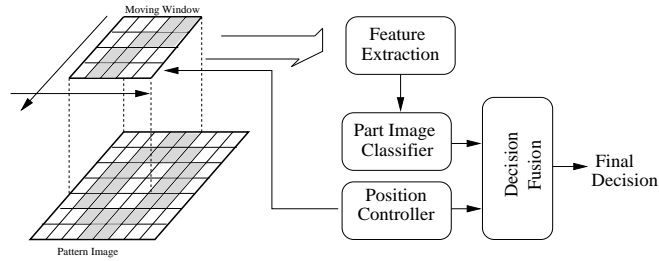 Moving Window
Feature
Extraction
Part Image
Classifier
Position
Controller
Decision
Fusion
Final
Decision
Pattern Image